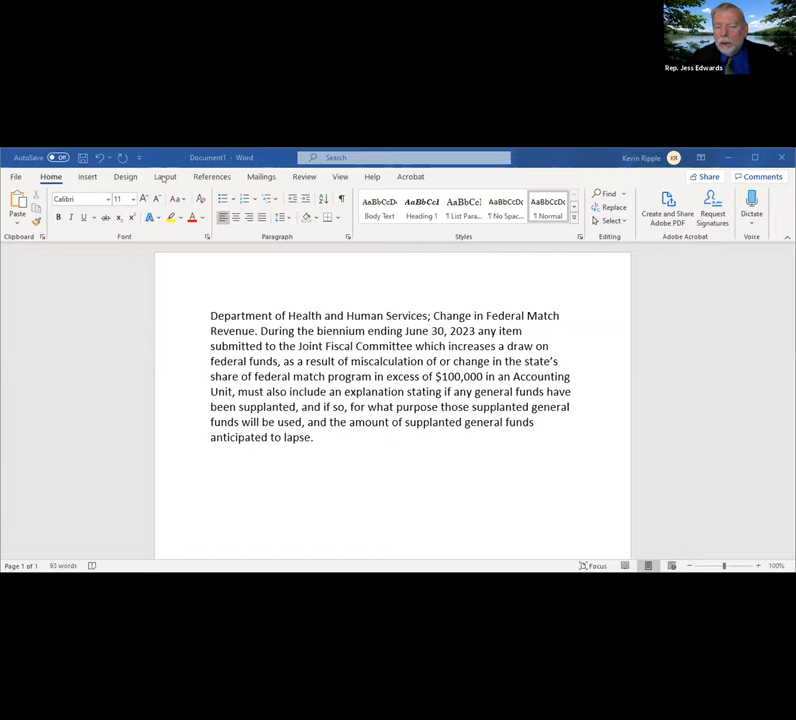 Rep. Jess Edwards
AutoSave Off Document1 - Word Search Kevin Ripple KR
File Home Insert Design Layout References Mailings Review View Help Acrobat Share Comments
Calibri 11 Aa AaBbCcDc AaBbCc1 AaBbCc AaBbCcDc AaBbCcDc Find
Replace
Paste B I U ab x₂ x² A A Body Text Heading 1 ¶ List Para... ¶ No Spac... ¶ Normal Select Create and Share Adobe PDF Request Signatures Dictate
Clipboard Font Paragraph Styles Editing Adobe Acrobat Voice
Department of Health and Human Services; Change in Federal Match
Revenue. During the biennium ending June 30, 2023 any item
submitted to the Joint Fiscal Committee which increases a draw on
federal funds, as a result of miscalculation of or change in the state's
share of federal match program in excess of $100,000 in an Accounting
Unit, must also include an explanation stating if any general funds have
been supplanted, and if so, for what purpose those supplanted general
funds will be used, and the amount of supplanted general funds
anticipated to lapse.
Page 1 of 1 93 words Focus 100%